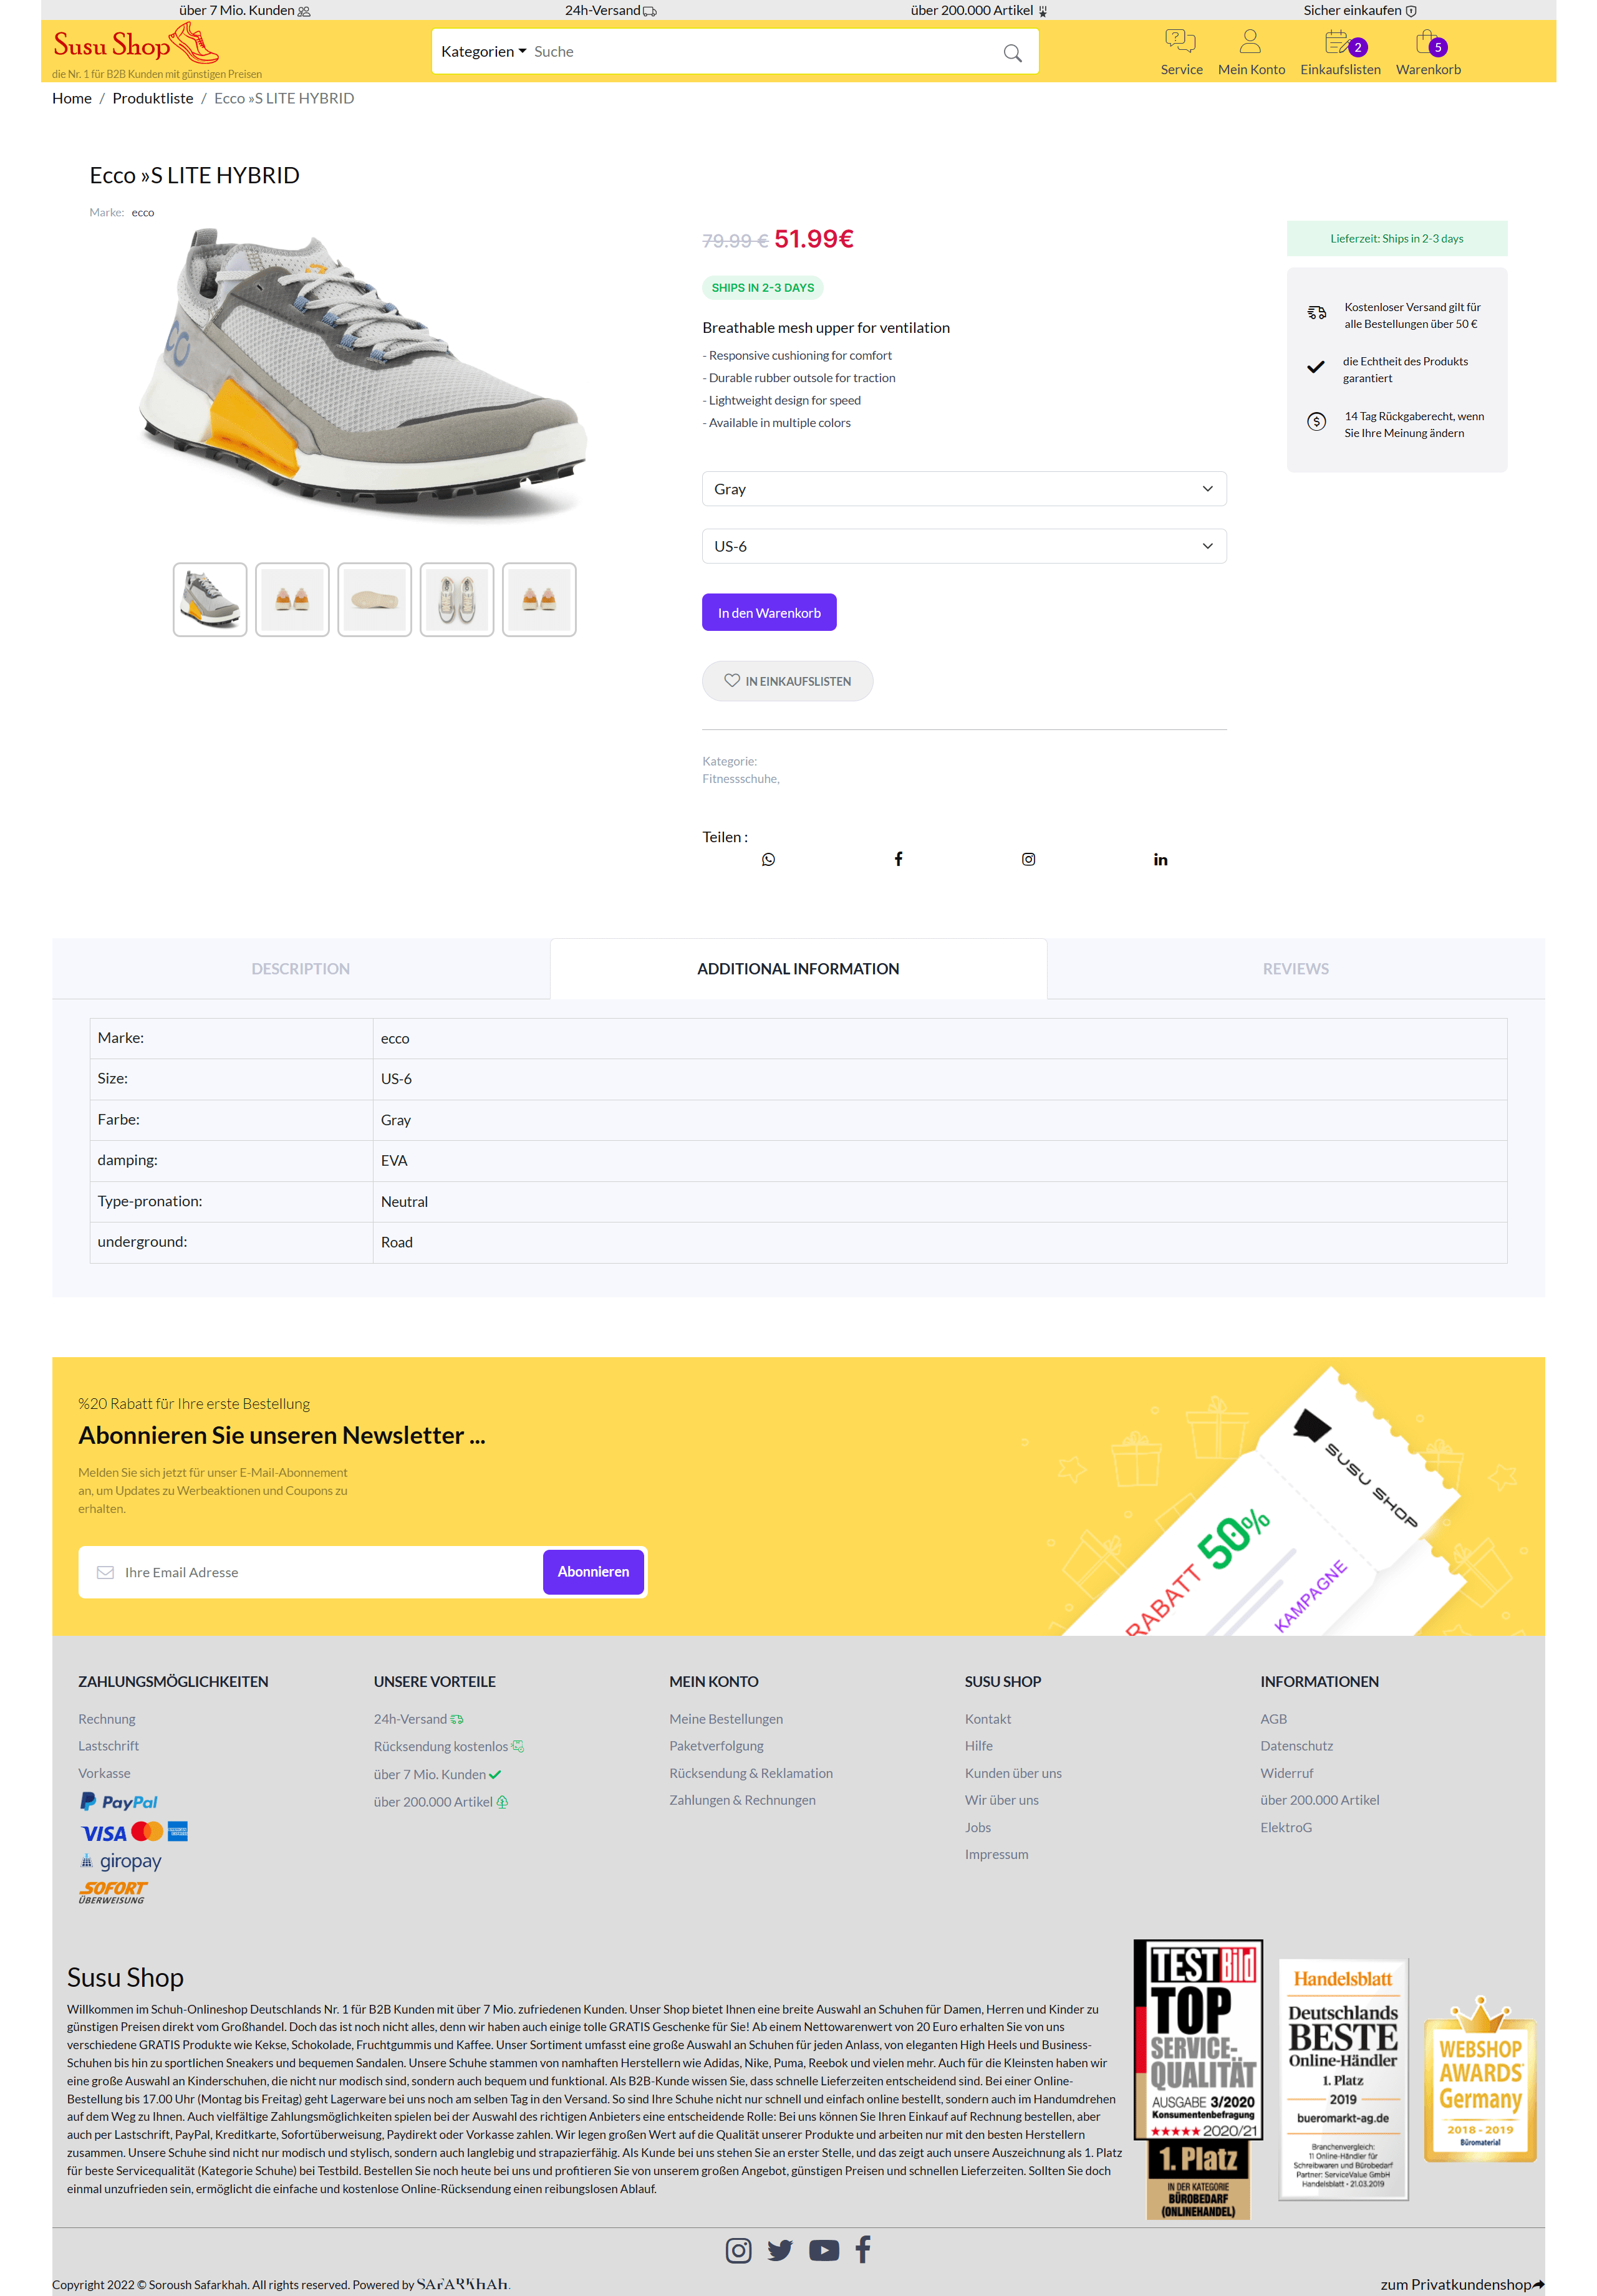 über 7 Mio. Kunden
24h-Versand
über 200.000 Artikel
Sicher einkaufen
Susu Shop
die Nr. 1 für B2B Kunden mit günstigen Preisen
Kategorien
Suche
2
5
Service
Mein Konto
Einkaufslisten
Warenkorb
Home / Produktliste / Ecco »S LITE HYBRID
Ecco »S LITE HYBRID
Marke: ecco
79.99 € 51.99€
SHIPS IN 2-3 DAYS
Breathable mesh upper for ventilation
- Responsive cushioning for comfort
- Durable rubber outsole for traction
- Lightweight design for speed
- Available in multiple colors
Gray
US-6
In den Warenkorb
IN EINKAUFSLISTEN
Kategorie:
Fitnessschuhe,
Teilen :
Lieferzeit: Ships in 2-3 days
Kostenloser Versand gilt für
alle Bestellungen über 50 €
die Echtheit des Produkts
garantiert
14 Tag Rückgaberecht, wenn
Sie Ihre Meinung ändern
DESCRIPTION
ADDITIONAL INFORMATION
REVIEWS
Marke: ecco
Size: US-6
Farbe: Gray
damping: EVA
Type-pronation: Neutral
underground: Road
%20 Rabatt für Ihre erste Bestellung
Abonnieren Sie unseren Newsletter ...
Melden Sie sich jetzt für unser E-Mail-Abonnement
an, um Updates zu Werbeaktionen und Coupons zu
erhalten.
Ihre Email Adresse
Abonnieren
SUSU SHOP
RABATT 50%
KAMPAGNE
ZAHLUNGSMÖGLICHKEITEN
Rechnung
Lastschrift
Vorkasse
PayPal
VISA
giropay
SOFORT
ÜBERWEISUNG
UNSERE VORTEILE
24h-Versand
Rücksendung kostenlos
über 7 Mio. Kunden
über 200.000 Artikel
MEIN KONTO
Meine Bestellungen
Paketverfolgung
Rücksendung & Reklamation
Zahlungen & Rechnungen
SUSU SHOP
Kontakt
Hilfe
Kunden über uns
Wir über uns
Jobs
Impressum
INFORMATIONEN
AGB
Datenschutz
Widerruf
über 200.000 Artikel
ElektroG
Susu Shop
Willkommen im Schuh-Onlineshop Deutschlands Nr. 1 für B2B Kunden mit über 7 Mio. zufriedenen Kunden. Unser Shop bietet Ihnen eine breite Auswahl an Schuhen für Damen, Herren und Kinder zu
günstigen Preisen direkt vom Großhandel. Doch das ist noch nicht alles, denn wir haben auch einige tolle GRATIS Geschenke für Sie! Ab einem Nettowarenwert von 20 Euro erhalten Sie von uns
verschiedene GRATIS Produkte wie Kekse, Schokolade, Fruchtgummis und Kaffee. Unser Sortiment umfasst eine große Auswahl an Schuhen für jeden Anlass, von eleganten High Heels und Business-
Schuhen bis hin zu sportlichen Sneakers und bequemen Sandalen. Unsere Schuhe stammen von namhaften Herstellern wie Adidas, Nike, Puma, Reebok und vielen mehr. Auch für die Kleinsten haben wir
eine große Auswahl an Kinderschuhen, die nicht nur modisch sind, sondern auch bequem und funktional. Als B2B-Kunde wissen Sie, dass schnelle Lieferzeiten entscheidend sind. Bei einer Online-
Bestellung bis 17.00 Uhr (Montag bis Freitag) geht Lagerware bei uns noch am selben Tag in den Versand. So sind Ihre Schuhe nicht nur schnell und einfach online bestellt, sondern auch im Handumdrehen
auf dem Weg zu Ihnen. Auch vielfältige Zahlungsmöglichkeiten spielen bei der Auswahl des richtigen Anbieters eine entscheidende Rolle: Bei uns können Sie Ihren Einkauf auf Rechnung bestellen, aber
auch per Lastschrift, PayPal, Kreditkarte, Sofortüberweisung, Paydirekt oder Vorkasse zahlen. Wir legen großen Wert auf die Qualität unserer Produkte und arbeiten nur mit den besten Herstellern
zusammen. Unsere Schuhe sind nicht nur modisch und stylisch, sondern auch langlebig und strapazierfähig. Als Kunde bei uns stehen Sie an erster Stelle, und das zeigt auch unsere Auszeichnung als 1. Platz
für beste Servicequalität (Kategorie Schuhe) bei Testbild. Bestellen Sie noch heute bei uns und profitieren Sie von unserem großen Angebot, günstigen Preisen und schnellen Lieferzeiten. Sollten Sie doch
einmal unzufrieden sein, ermöglicht die einfache und kostenlose Online-Rücksendung einen reibungslosen Ablauf.
TEST Bild
TOP
SERVICE-
QUALITÄT
AUSGABE 3/2020
Konsumentenbefragung
2020/21
1. Platz
IN DER KATEGORIE
BÜROBEDARF
(ONLINEHANDEL)
Handelsblatt
Deutschlands
BESTE
Online-Händler
1. Platz
2019
bueromarkt-ag.de
Branchenvergleich:
11 Online-Händler für
Schreibwaren und Bürobedarf
Partner: ServiceValue GmbH
Handelsblatt - 21.03.2019
WEBSHOP
AWARDS
Germany
2018 - 2019
Büromaterial
Copyright 2022 © Soroush Safarkhah. All rights reserved. Powered by SAFARKHAH.
zum Privatkundenshop